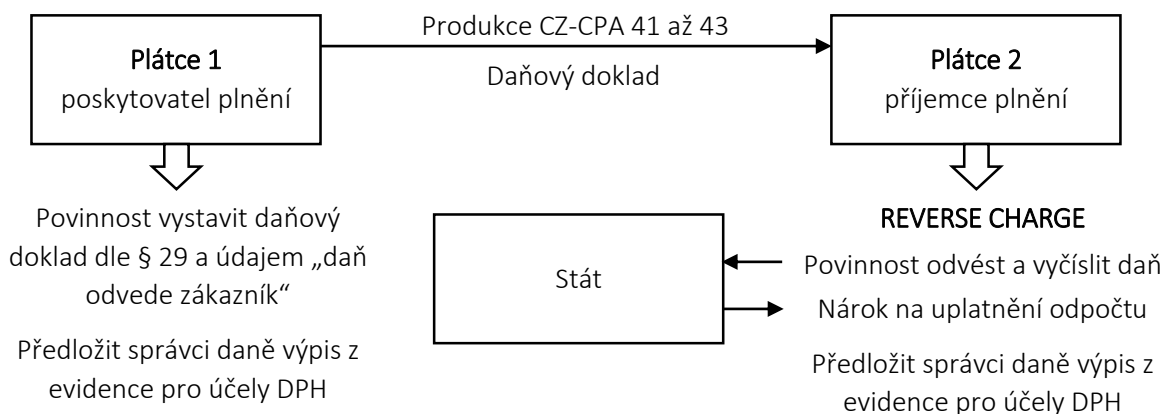 Plátce 1
poskytovatel plnění
Produkce CZ-CPA 41 až 43
Daňový doklad
Plátce 2
příjemce plnění
Povinnost vystavit daňový
doklad dle § 29 a údajem „daň
odvede zákazník“
Předložit správci daně výpis z
evidence pro účely DPH
Stát
REVERSE CHARGE
Povinnost odvést a vyčíslit daň
Nárok na uplatnění odpočtu
Předložit správci daně výpis z
evidence pro účely DPH